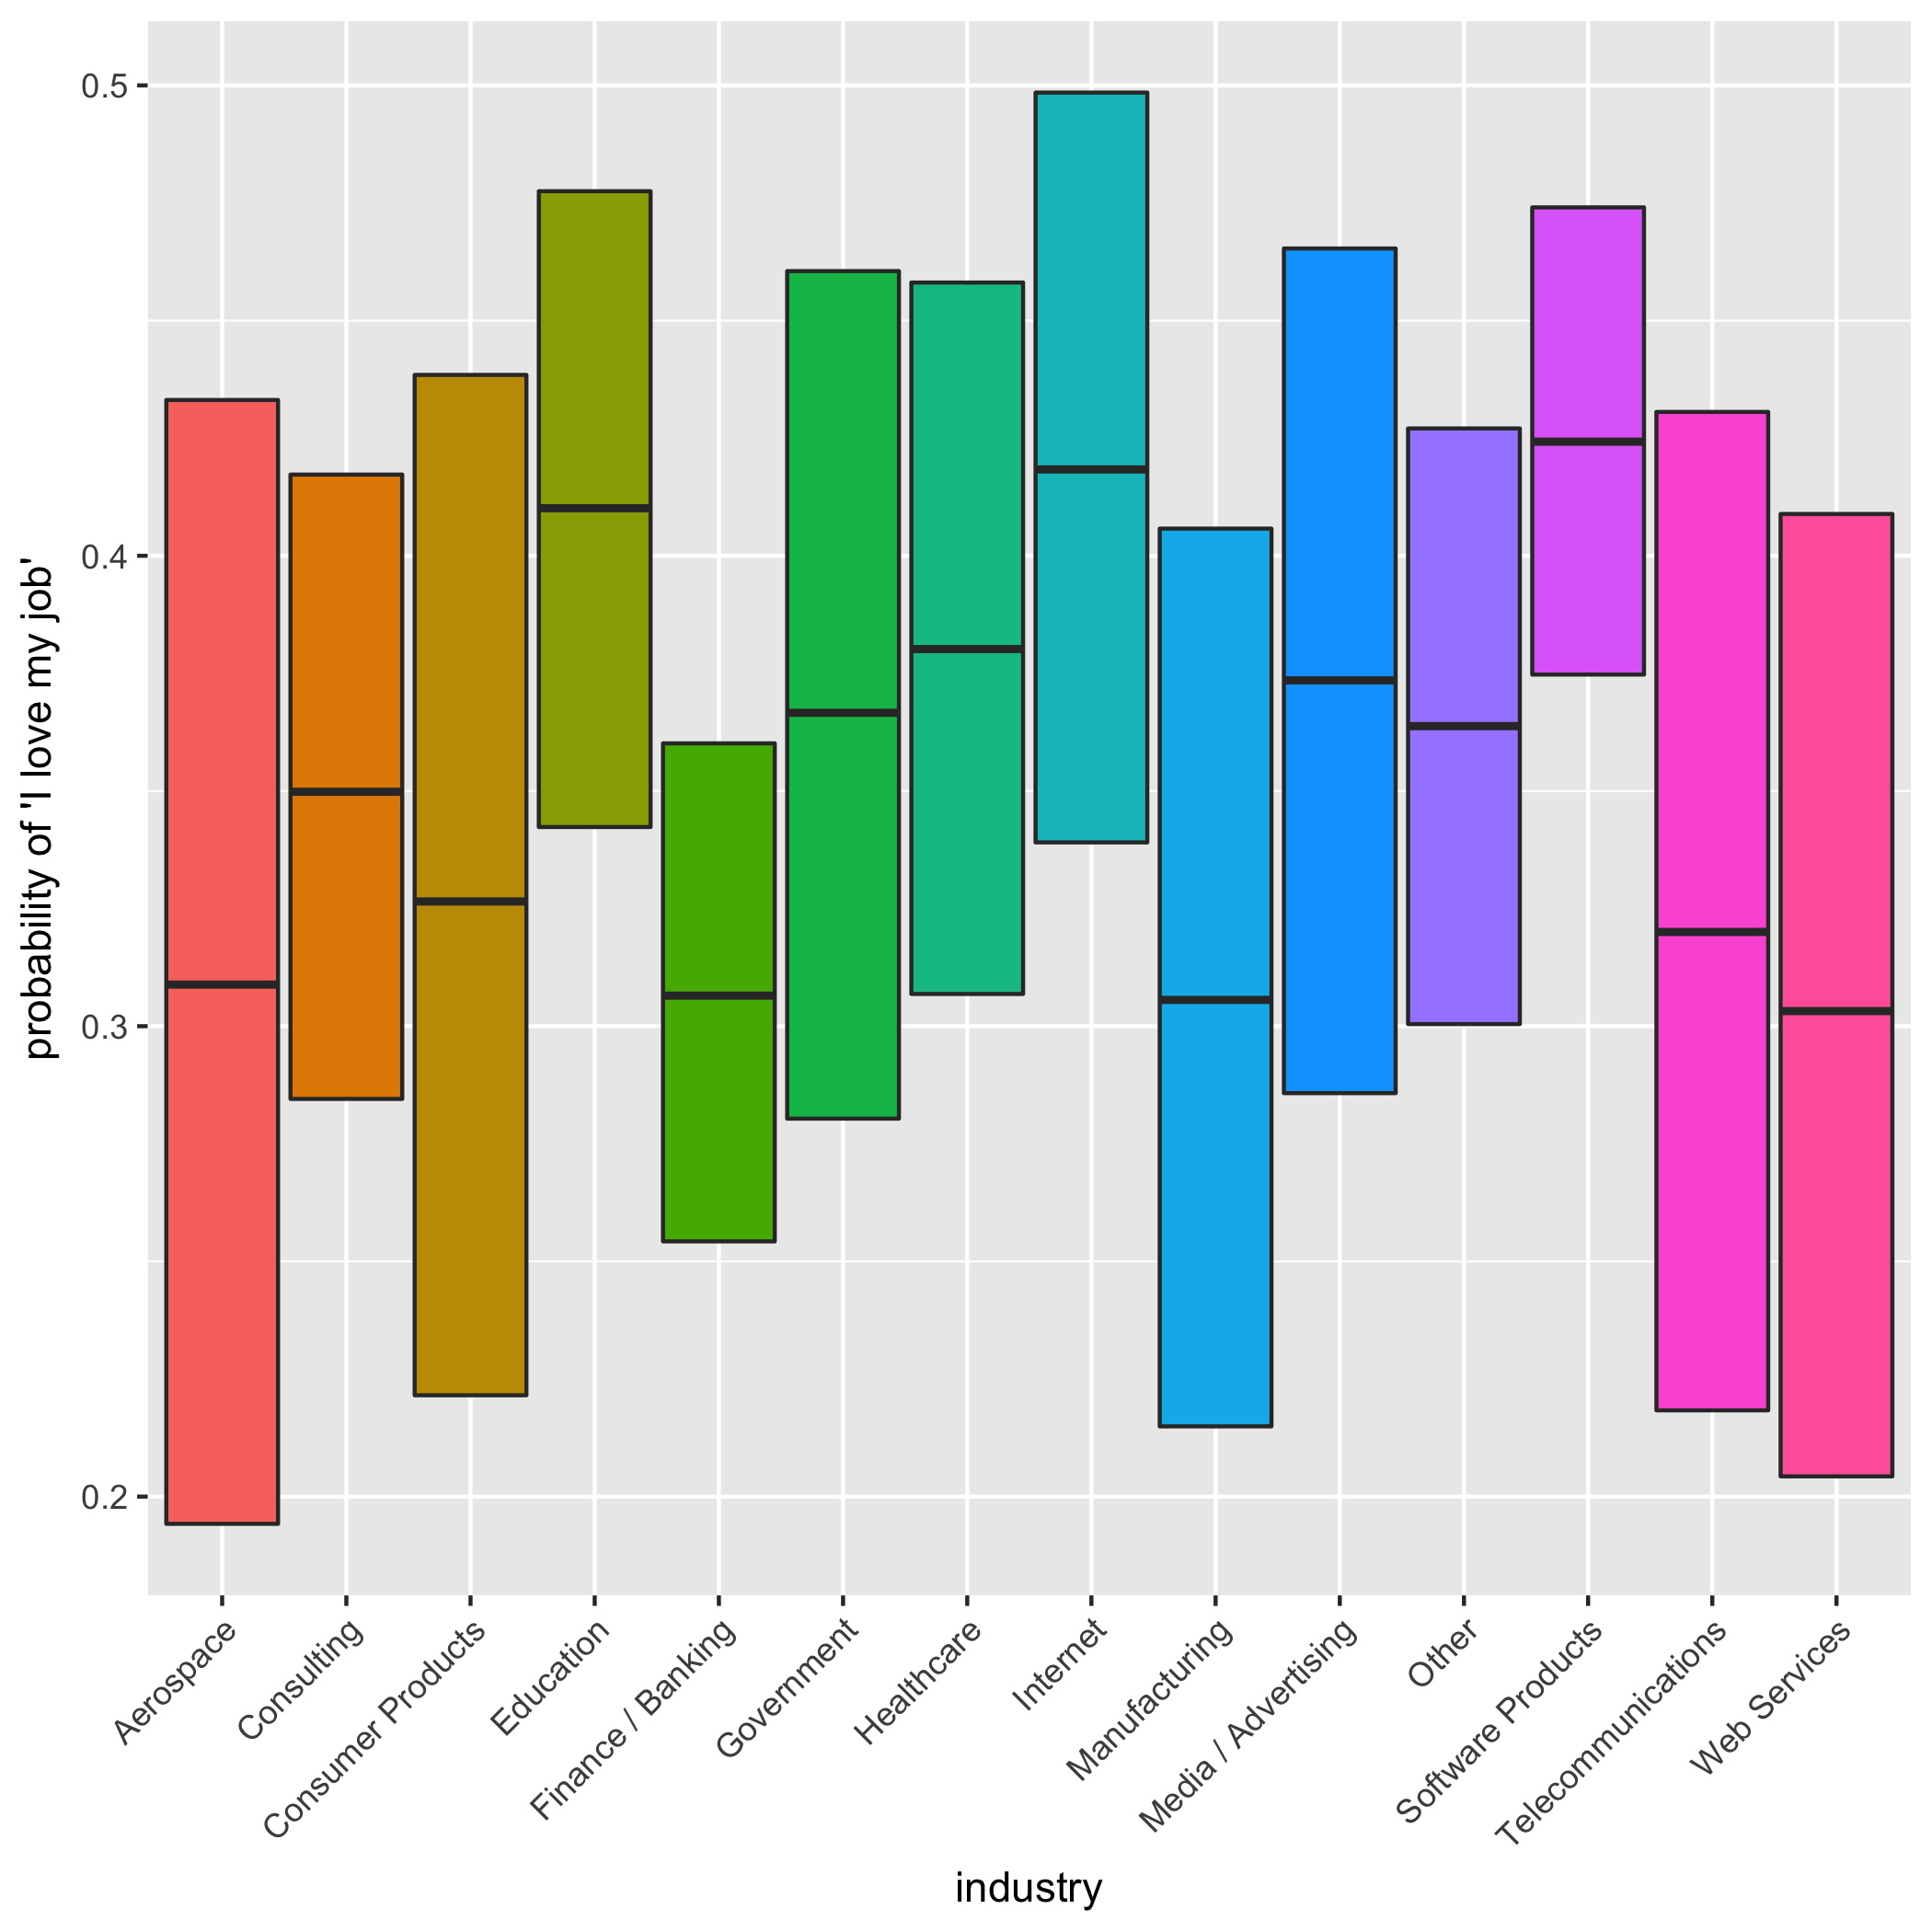 probability of 'I love my job'
0.5
0.4
0.3
0.2
Aerospace
Consulting
Consumer Products
Education
Finance / Banking
Government
Healthcare
Internet
Manufacturing
Media / Advertising
Other
Software Products
Telecommunications
Web Services
industry